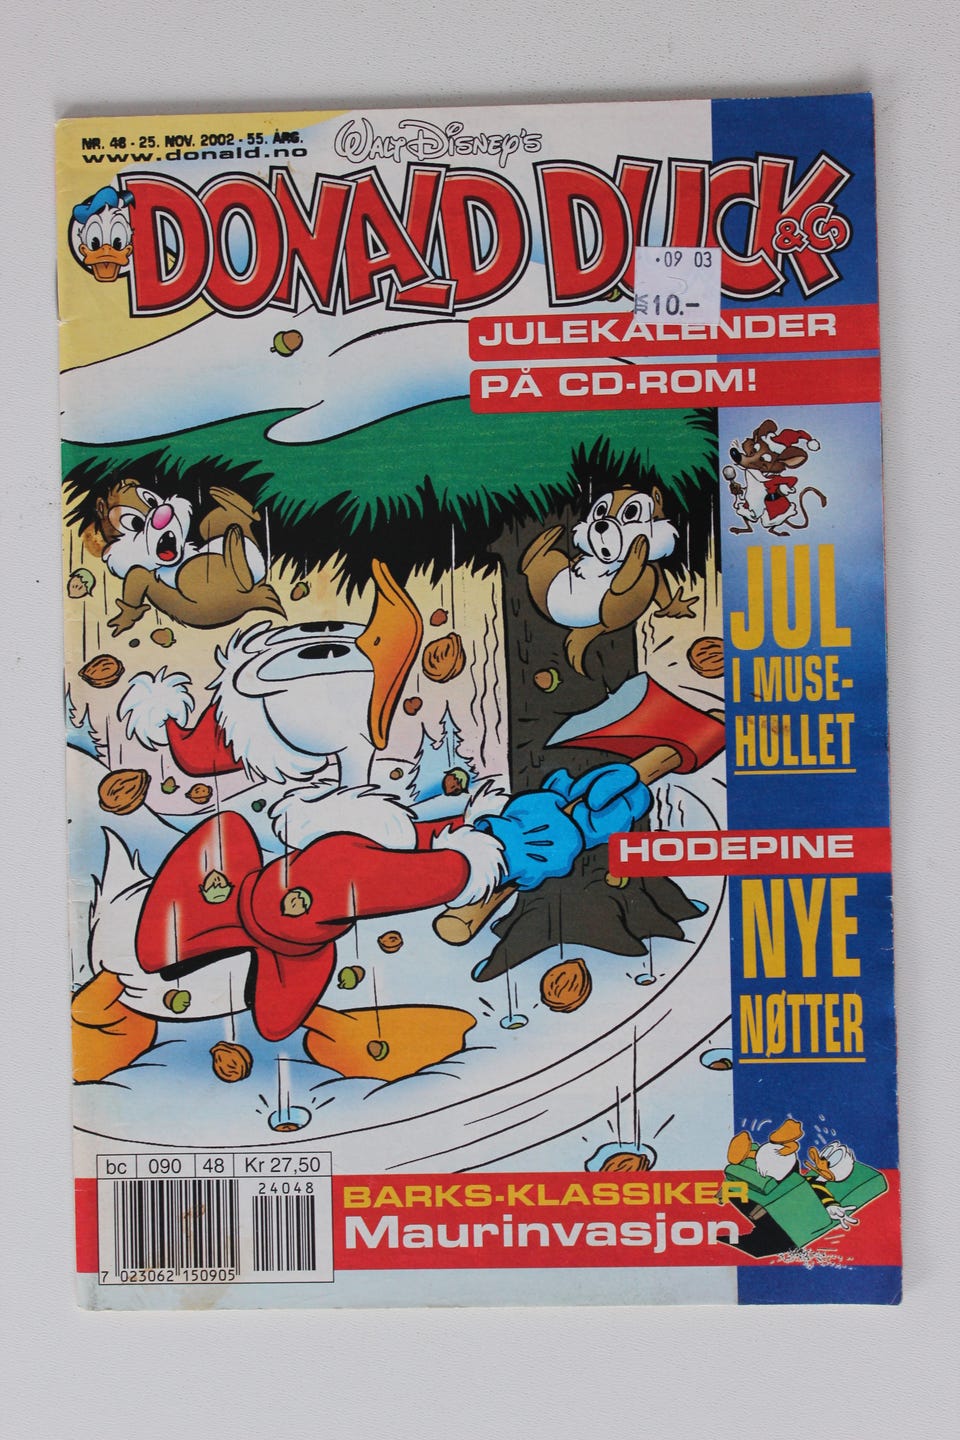 NR. 48 - 25. NOV. 2002 - 55. ÅRG.
www.donald.no
WALT DISNEY'S
DONALD DUCK
& Co
.09 03
KR 10.-
JULEKALENDER
PÅ CD-ROM!
JUL
I MUSE-
HULLET
HODEPINE
NYE
NØTTER
bc 090 48 Kr 27,50
24048
7 023062 150905
BARKS-KLASSIKER
Maurinvasjon